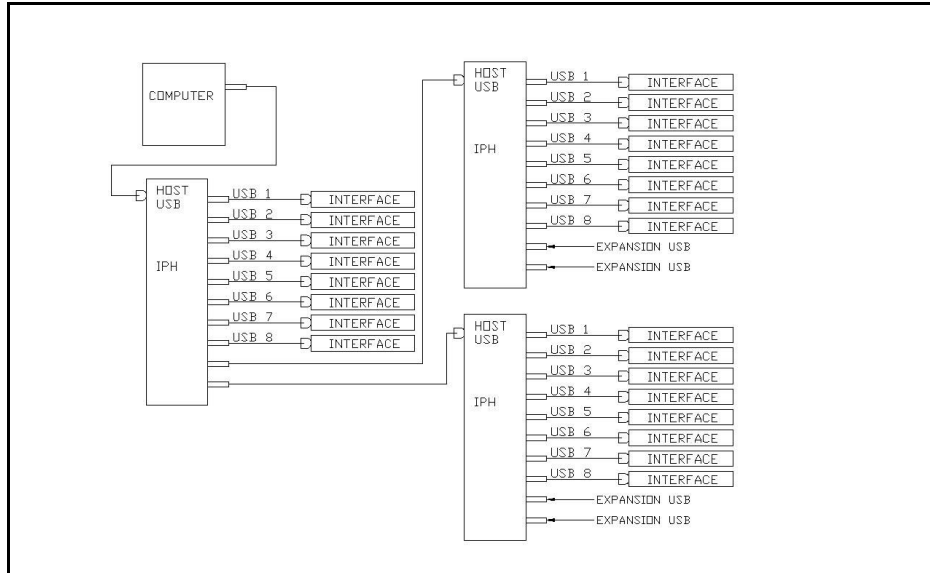 COMPUTER
HOST
USB
IPH
USB 1
INTERFACE
USB 2
INTERFACE
USB 3
INTERFACE
USB 4
INTERFACE
USB 5
INTERFACE
USB 6
INTERFACE
USB 7
INTERFACE
USB 8
INTERFACE
HOST
USB
IPH
USB 1
INTERFACE
USB 2
INTERFACE
USB 3
INTERFACE
USB 4
INTERFACE
USB 5
INTERFACE
USB 6
INTERFACE
USB 7
INTERFACE
USB 8
INTERFACE
EXPANSION USB
EXPANSION USB
HOST
USB
IPH
USB 1
INTERFACE
USB 2
INTERFACE
USB 3
INTERFACE
USB 4
INTERFACE
USB 5
INTERFACE
USB 6
INTERFACE
USB 7
INTERFACE
USB 8
INTERFACE
EXPANSION USB
EXPANSION USB